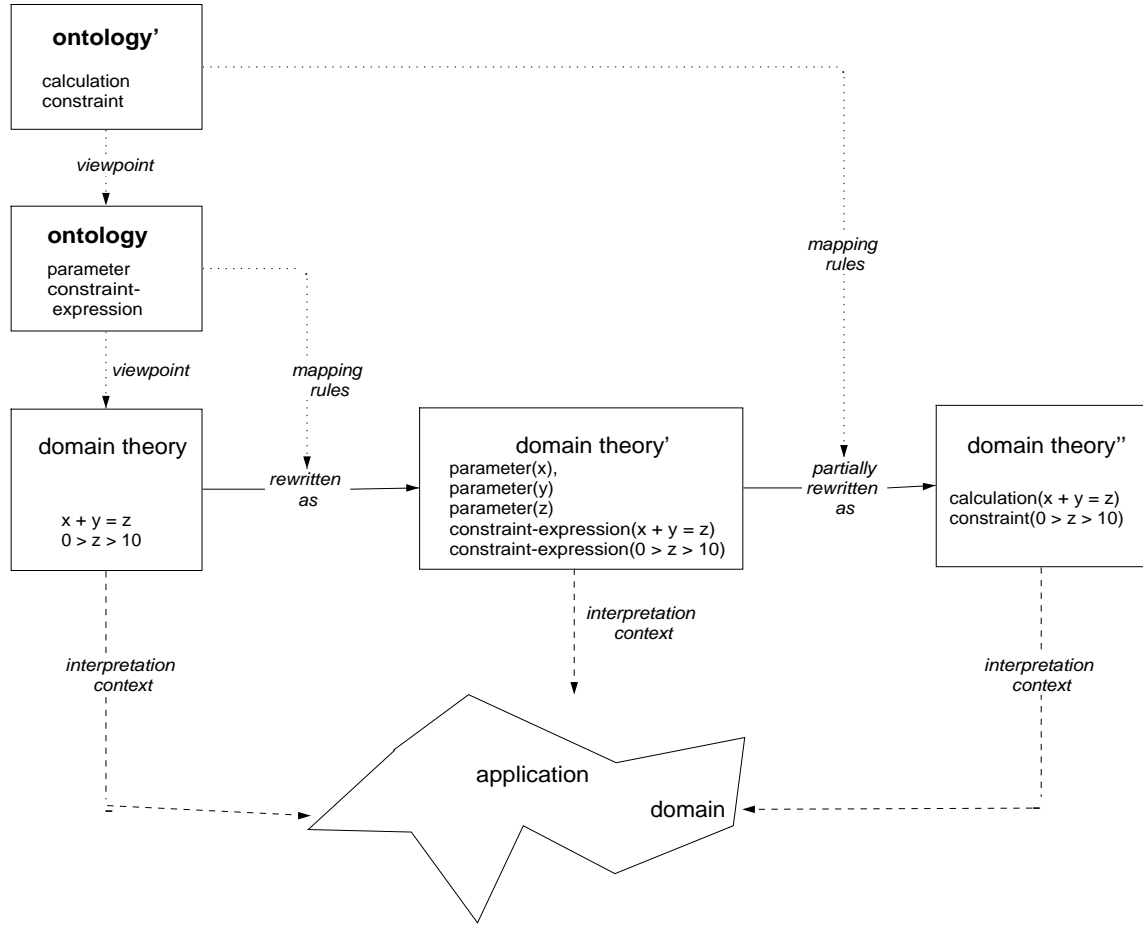 ontology’
calculation
constraint
viewpoint
ontology
parameter
constraint-
expression
mapping
rules
viewpoint
mapping
rules
domain theory
x + y = z
0 > z > 10
rewritten
as
domain theory’
parameter(x),
parameter(y)
parameter(z)
constraint-expression(x + y = z)
constraint-expression(0 > z > 10)
partially
rewritten
as
domain theory''
calculation(x + y = z)
constraint(0 > z > 10)
interpretation
context
interpretation
context
interpretation
context
application
domain